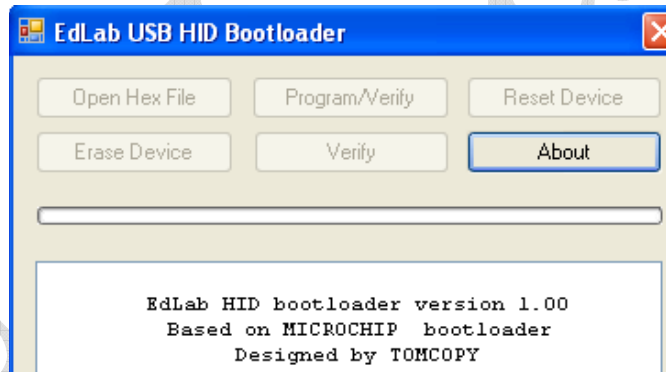 EdLab USB HID Bootloader
Open Hex File Program/Verify Reset Device
Erase Device Verify About
EdLab HID bootloader version 1.00
Based on MICROCHIP bootloader
Designed by TOMCOPY